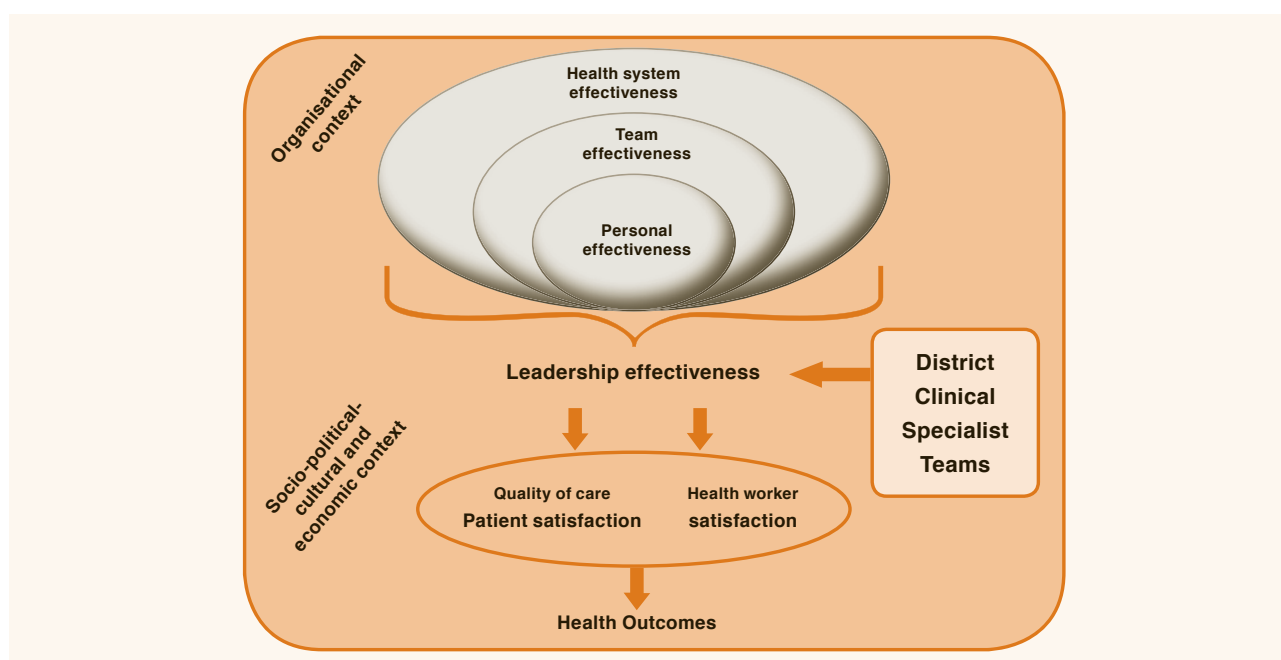 Organisational
context
Health system
effectiveness
Team
effectiveness
Personal
effectiveness
Leadership effectiveness
District
Clinical
Specialist
Teams
Socio-political-
cultural and
economic context
Quality of care
Patient satisfaction
Health worker
satisfaction
Health Outcomes